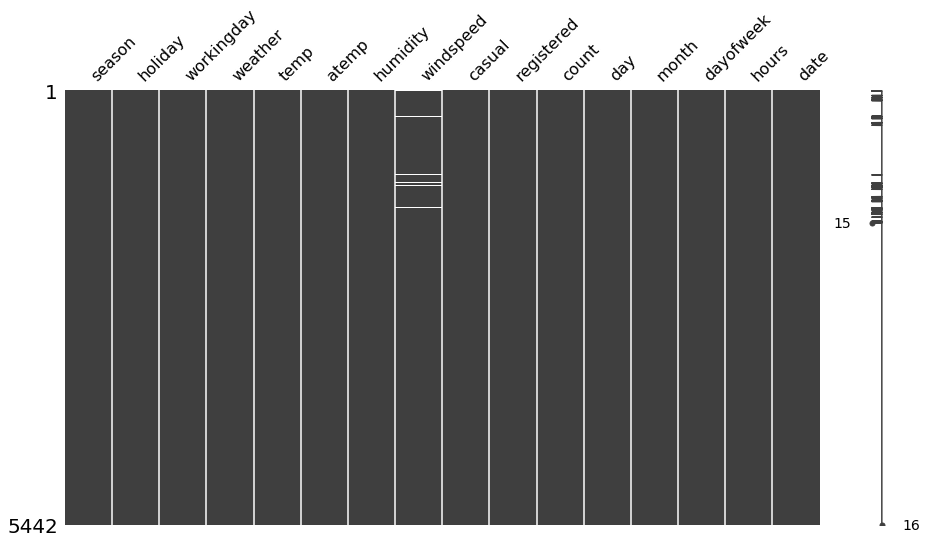 season
holiday
workingday
weather
temp
atemp
humidity
windspeed
casual
registered
count
day
month
dayofweek
hours
date
1
15
5442
16